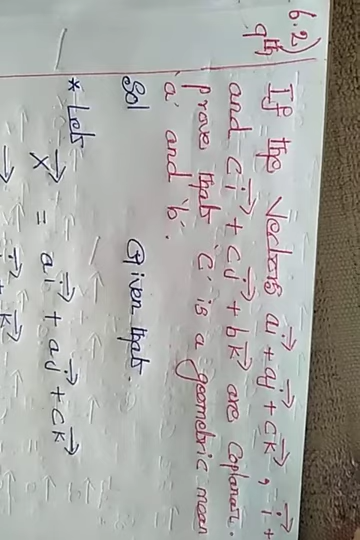 6.2)
9th If the vectors ai⃗ + aj⃗ + ck⃗, i⃗ +
and ci⃗ + cj⃗ + bk⃗ are coplanar.
Prove that 'c' is a geometric mean
'a' and 'b'.
Sol Given that.
* Let
x⃗ = ai⃗ + aj⃗ + ck⃗
i⃗ + k⃗